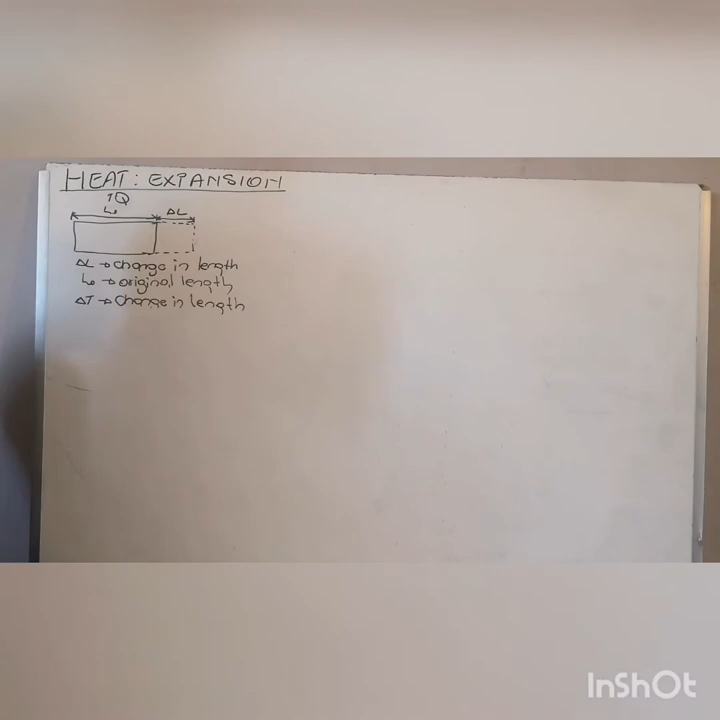 HEAT: EXPANSION
↑Q
L₀ ΔL
ΔL → change in length
L₀ → original length
ΔT → change in length
InShOt